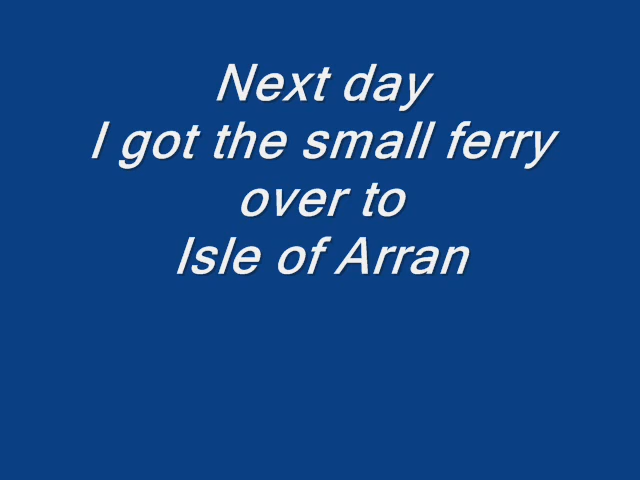 Next day
I got the small ferry
over to
Isle of Arran